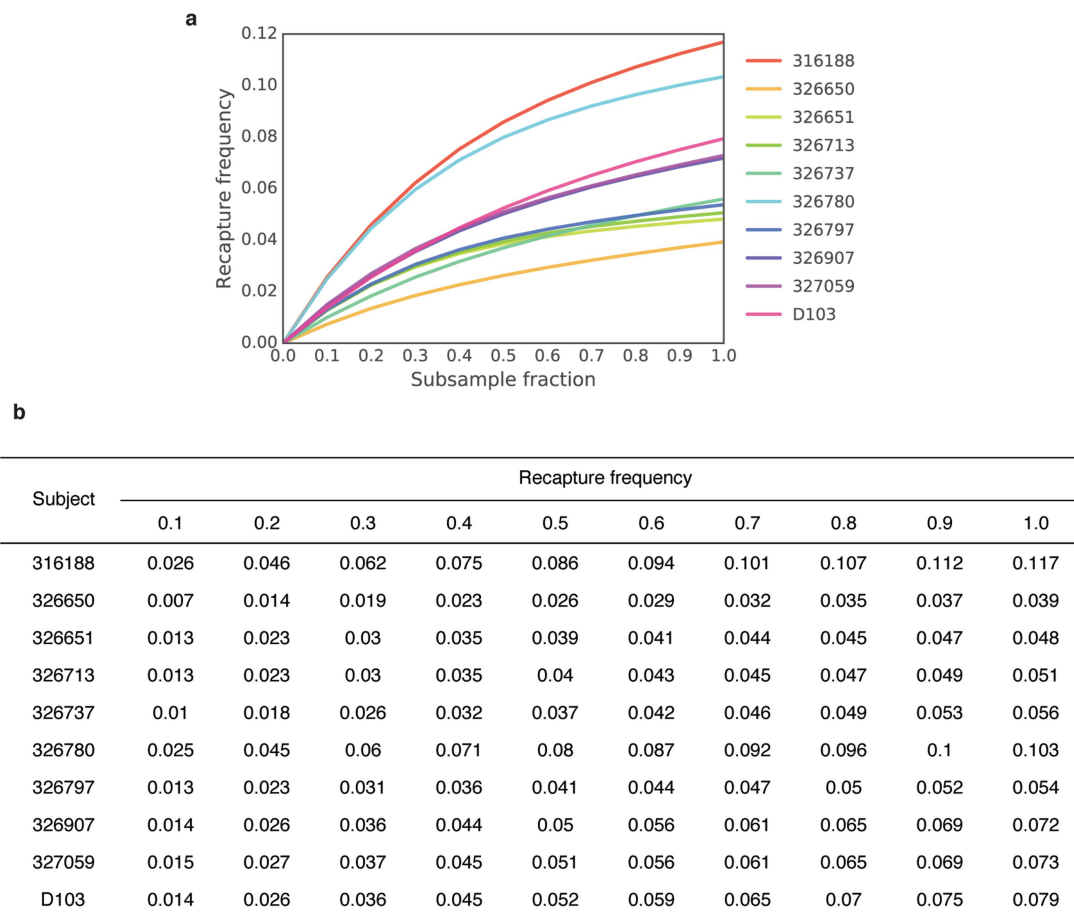 a
0.12
0.10
0.08
0.06
0.04
0.02
0.00
Recapture frequency
0.0 0.1 0.2 0.3 0.4 0.5 0.6 0.7 0.8 0.9 1.0
Subsample fraction
316188
326650
326651
326713
326737
326780
326797
326907
327059
D103
b
Subject
Recapture frequency
0.1 0.2 0.3 0.4 0.5 0.6 0.7 0.8 0.9 1.0
316188 0.026 0.046 0.062 0.075 0.086 0.094 0.101 0.107 0.112 0.117
326650 0.007 0.014 0.019 0.023 0.026 0.029 0.032 0.035 0.037 0.039
326651 0.013 0.023 0.03 0.035 0.039 0.041 0.044 0.045 0.047 0.048
326713 0.013 0.023 0.03 0.035 0.04 0.043 0.045 0.047 0.049 0.051
326737 0.01 0.018 0.026 0.032 0.037 0.042 0.046 0.049 0.053 0.056
326780 0.025 0.045 0.06 0.071 0.08 0.087 0.092 0.096 0.1 0.103
326797 0.013 0.023 0.031 0.036 0.041 0.044 0.047 0.05 0.052 0.054
326907 0.014 0.026 0.036 0.044 0.05 0.056 0.061 0.065 0.069 0.072
327059 0.015 0.027 0.037 0.045 0.051 0.056 0.061 0.065 0.069 0.073
D103 0.014 0.026 0.036 0.045 0.052 0.059 0.065 0.07 0.075 0.079